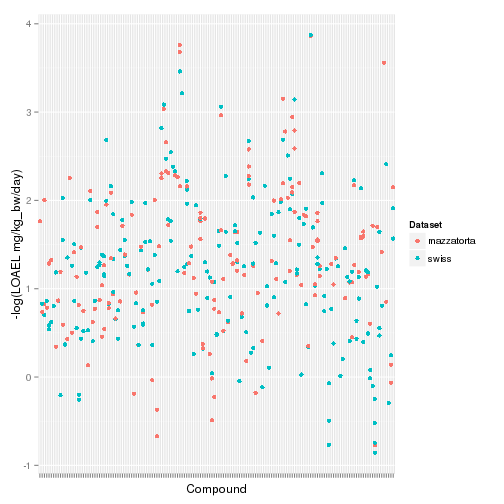 4
3
2
1
0
-1
-log(LOAEL mg/kg_bw/day)
Compound
Dataset
mazzatorta
swiss